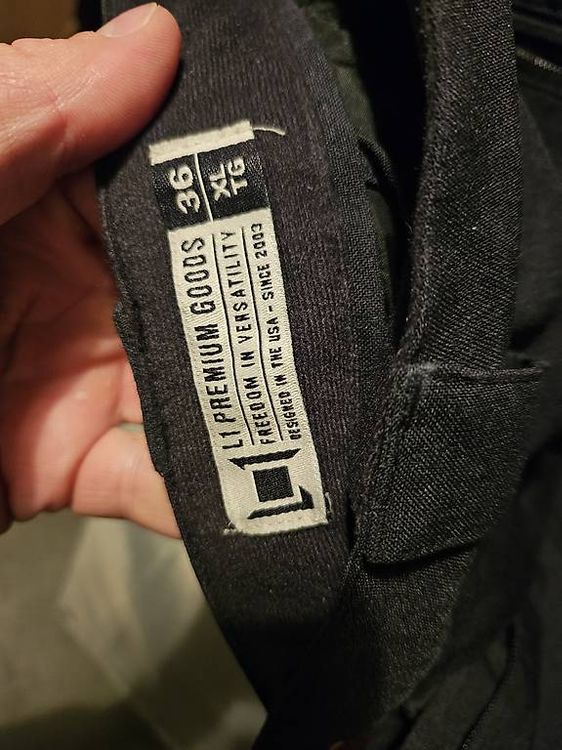 36
XL
TG
L1 PREMIUM GOODS
FREEDOM IN VERSATILITY
DESIGNED IN THE USA - SINCE 2003